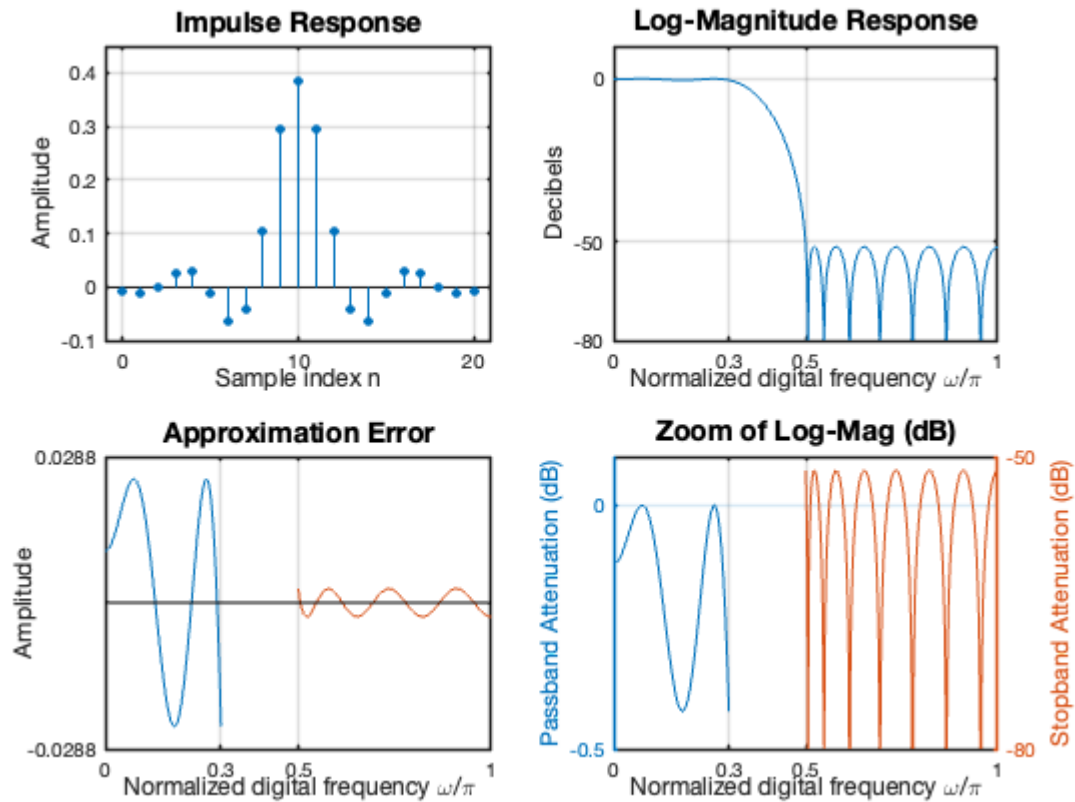 Impulse Response
0.4
0.3
0.2
0.1
0
-0.1
Amplitude
0
10
20
Sample index n
Log-Magnitude Response
0
-50
-80
Decibels
0
0.3
0.5
1
Normalized digital frequency ω/π
Approximation Error
0.0288
-0.0288
Amplitude
0
0.3
0.5
1
Normalized digital frequency ω/π
Zoom of Log-Mag (dB)
0
-0.5
Passband Attenuation (dB)
-50
-80
Stopband Attenuation (dB)
0
0.3
0.5
1
Normalized digital frequency ω/π